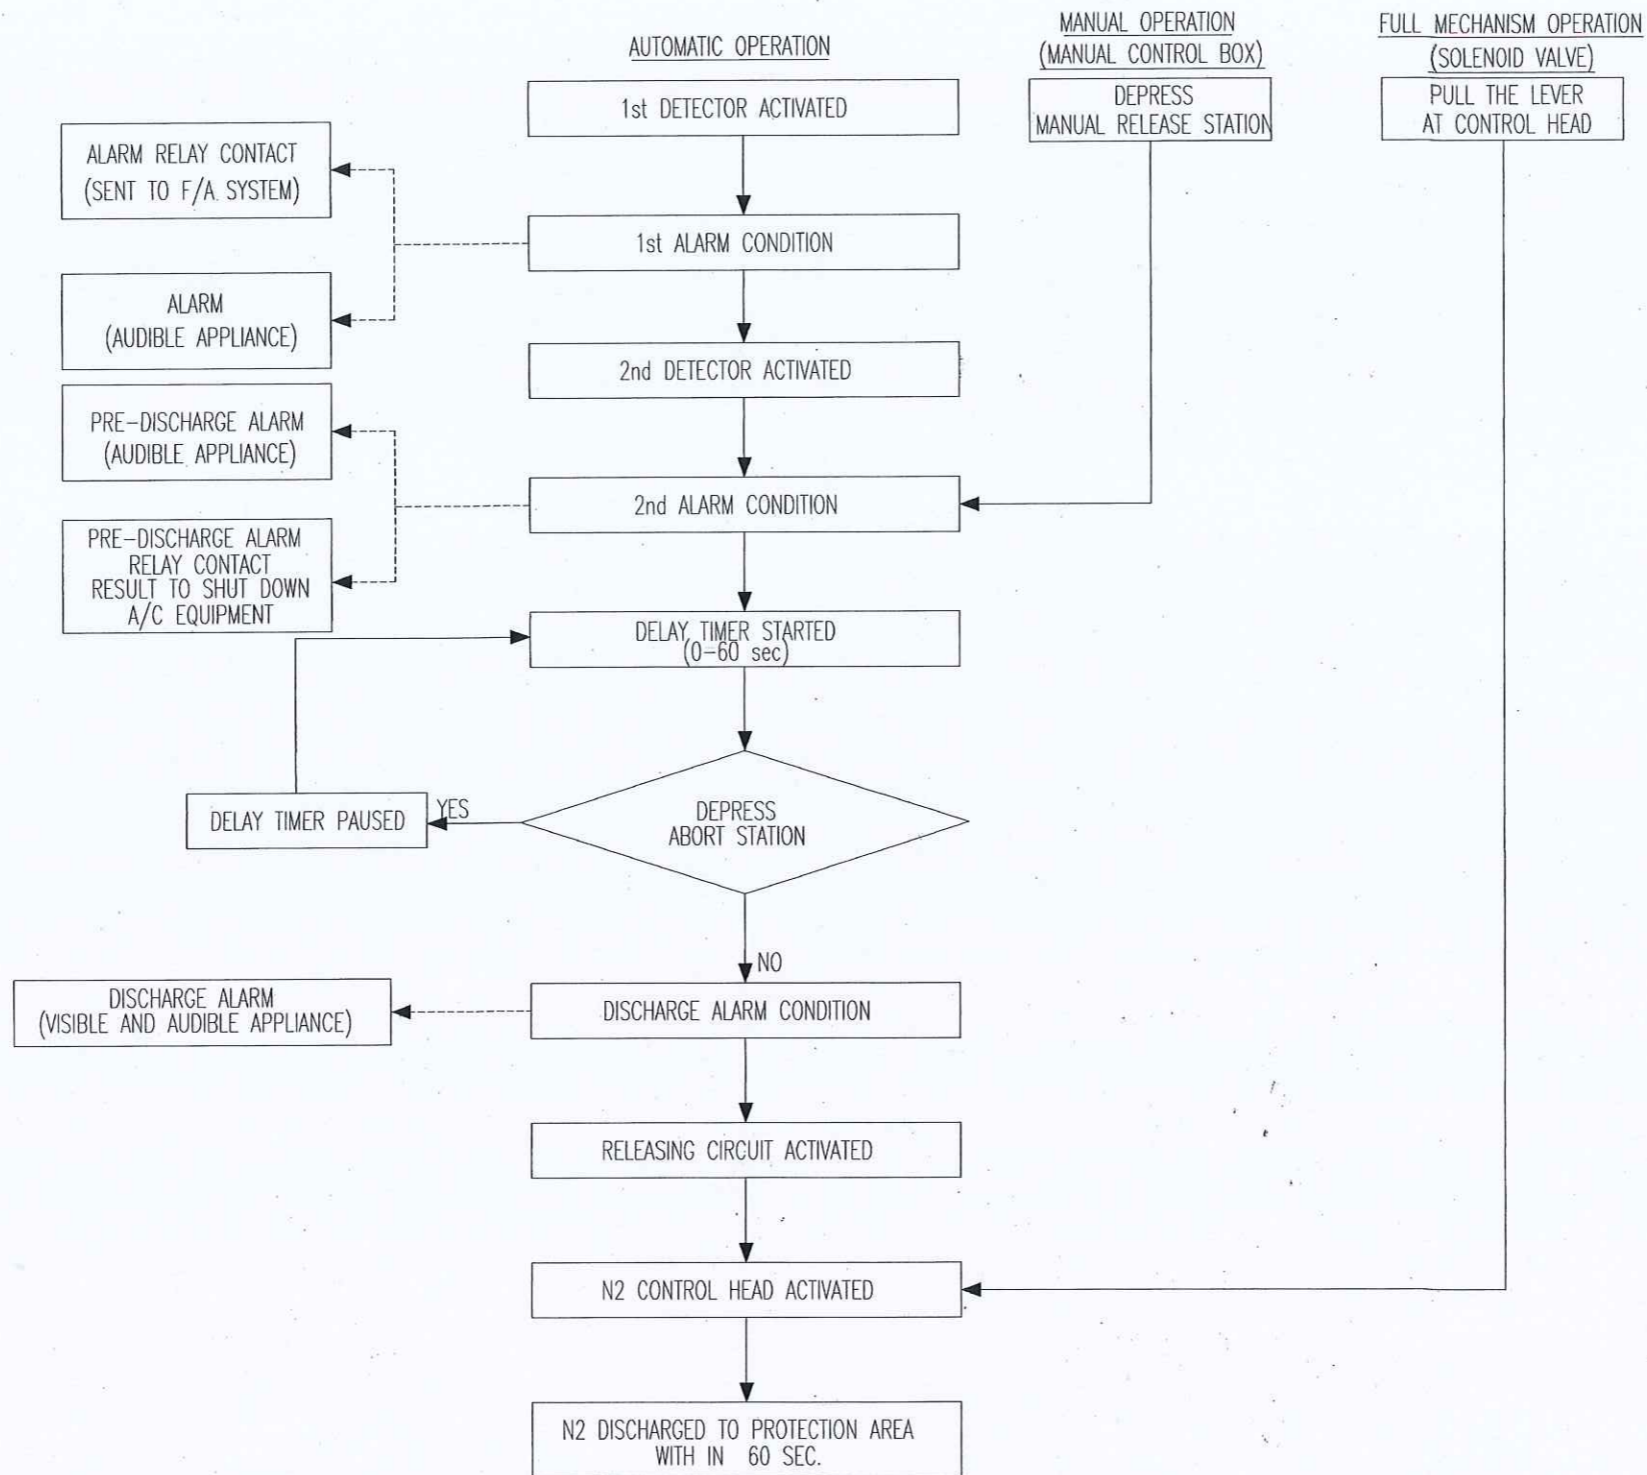 AUTOMATIC OPERATION
1st DETECTOR ACTIVATED
1st ALARM CONDITION
ALARM RELAY CONTACT
(SENT TO F/A. SYSTEM)
ALARM
(AUDIBLE APPLIANCE)
2nd DETECTOR ACTIVATED
2nd ALARM CONDITION
PRE-DISCHARGE ALARM
(AUDIBLE APPLIANCE)
PRE-DISCHARGE ALARM
RELAY CONTACT
RESULT TO SHUT DOWN
A/C EQUIPMENT
DELAY TIMER STARTED
(0-60 sec)
DEPRESS
ABORT STATION
YES
DELAY TIMER PAUSED
NO
DISCHARGE ALARM CONDITION
DISCHARGE ALARM
(VISIBLE AND AUDIBLE APPLIANCE)
RELEASING CIRCUIT ACTIVATED
N2 CONTROL HEAD ACTIVATED
N2 DISCHARGED TO PROTECTION AREA
WITH IN 60 SEC.
MANUAL OPERATION
(MANUAL CONTROL BOX)
DEPRESS
MANUAL RELEASE STATION
FULL MECHANISM OPERATION
(SOLENOID VALVE)
PULL THE LEVER
AT CONTROL HEAD